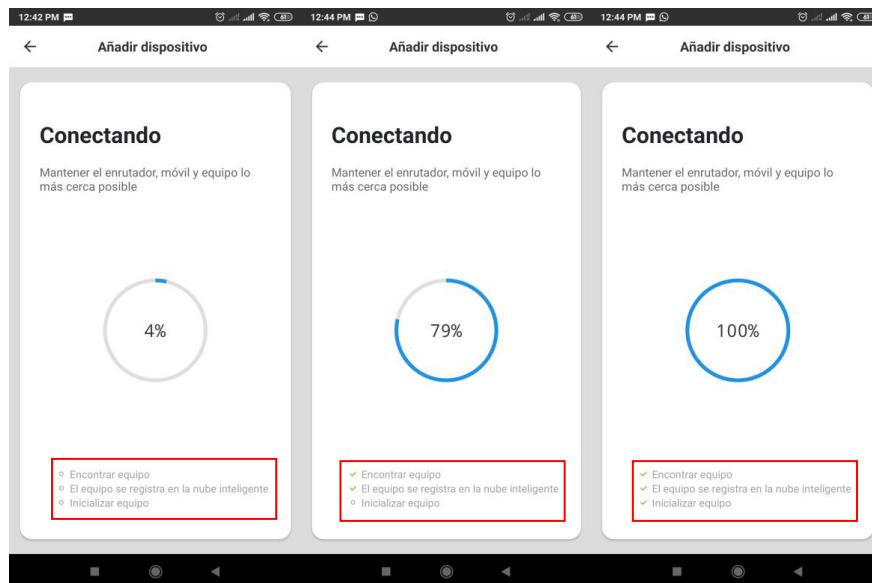 12:42 PM
Añadir dispositivo
Conectando
Mantener el enrutador, móvil y equipo lo
más cerca posible
4%
Encontrar equipo
El equipo se registra en la nube inteligente
Inicializar equipo
12:44 PM
Añadir dispositivo
Conectando
Mantener el enrutador, móvil y equipo lo
más cerca posible
79%
Encontrar equipo
El equipo se registra en la nube inteligente
Inicializar equipo
12:44 PM
Añadir dispositivo
Conectando
Mantener el enrutador, móvil y equipo lo
más cerca posible
100%
Encontrar equipo
El equipo se registra en la nube inteligente
Inicializar equipo